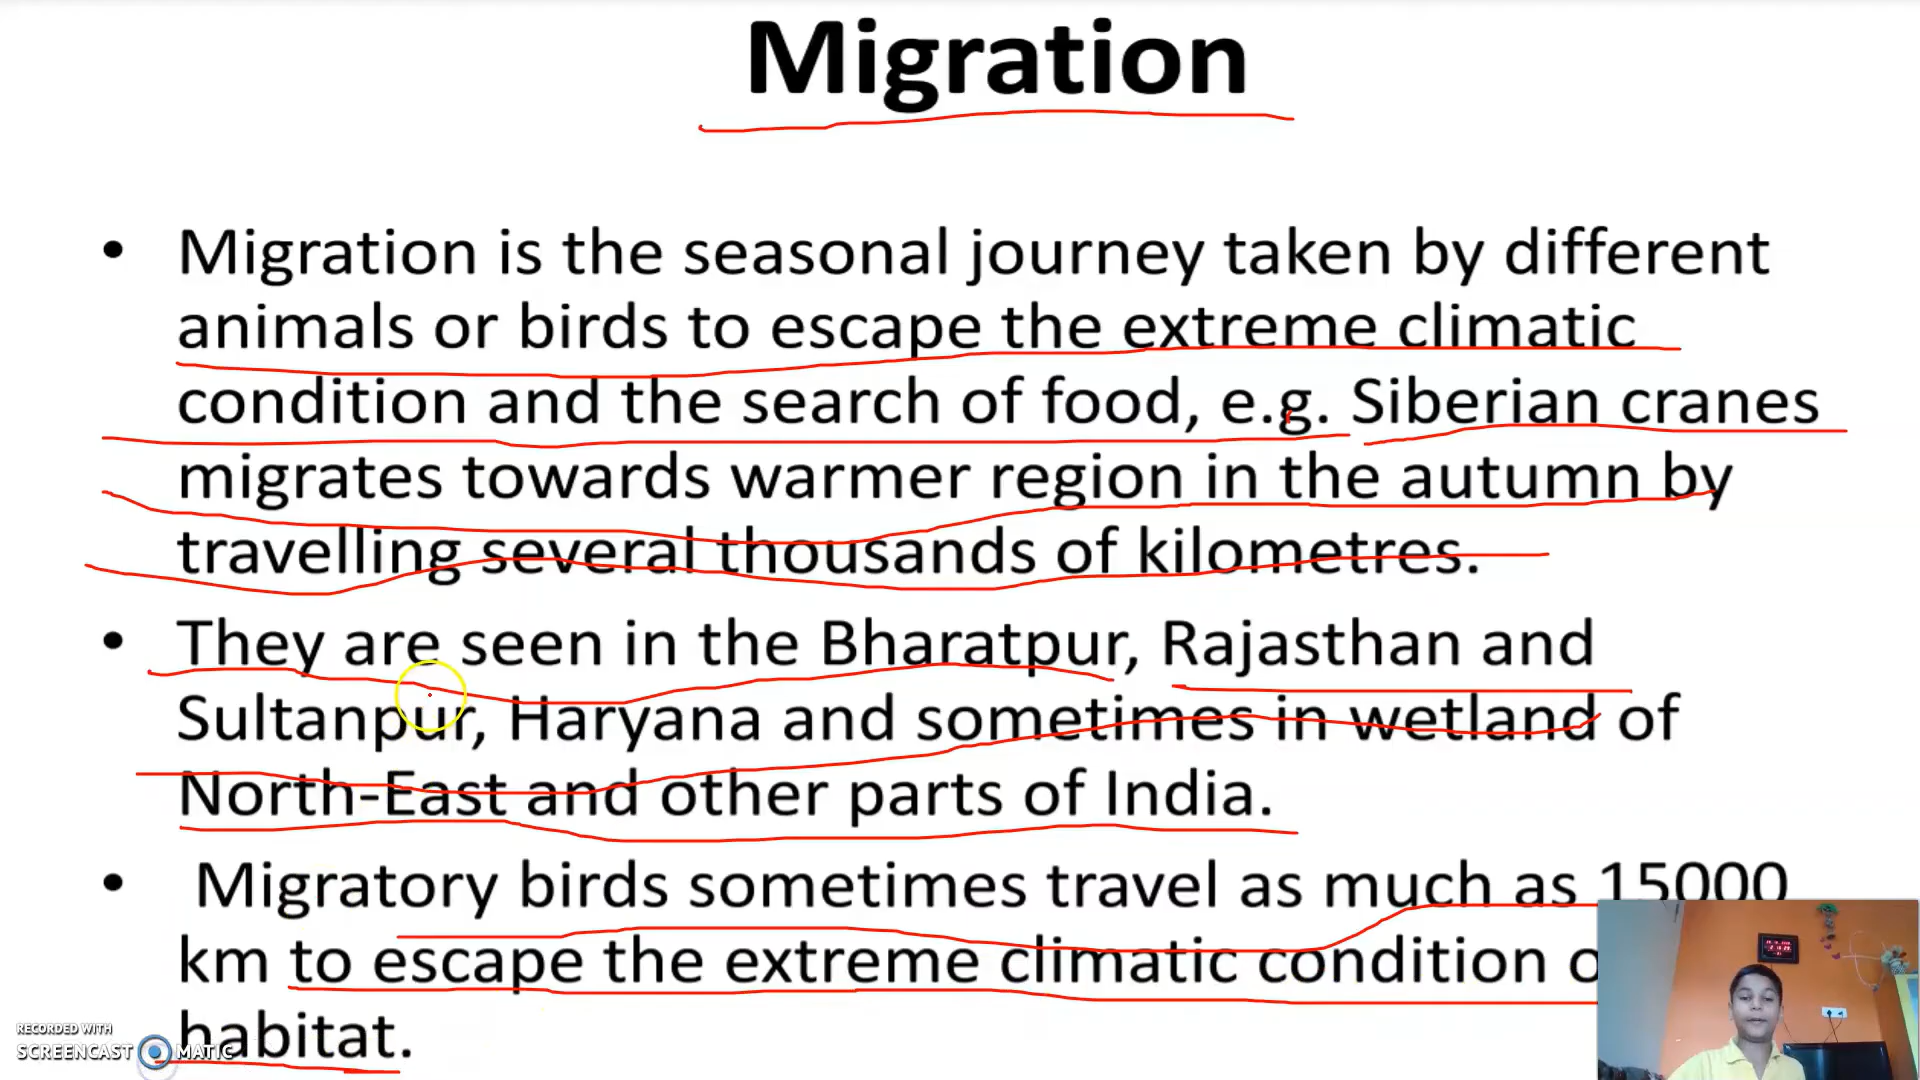 Migration
• Migration is the seasonal journey taken by different
animals or birds to escape the extreme climatic
condition and the search of food, e.g. Siberian cranes
migrates towards warmer region in the autumn by
travelling several thousands of kilometres.
• They are seen in the Bharatpur, Rajasthan and
Sultanpur, Haryana and sometimes in wetland of
North-East and other parts of India.
• Migratory birds sometimes travel as much as 15000
km to escape the extreme climatic condition
habitat.
RECORDED WITH
SCREENCAST MATIC